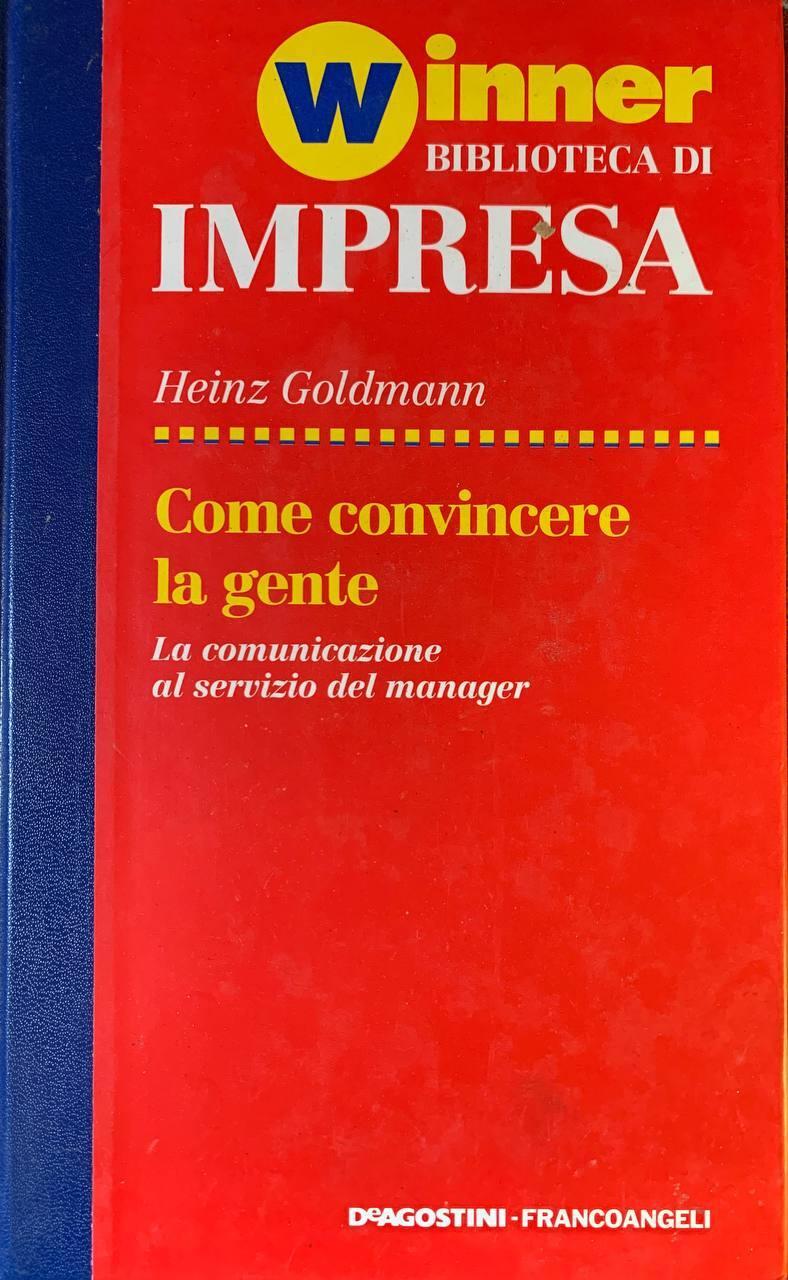 Winner
BIBLIOTECA DI
IMPRESA
Heinz Goldmann
Come convincere
la gente
La comunicazione
al servizio del manager
DeAGOSTINI-FRANCOANGELI